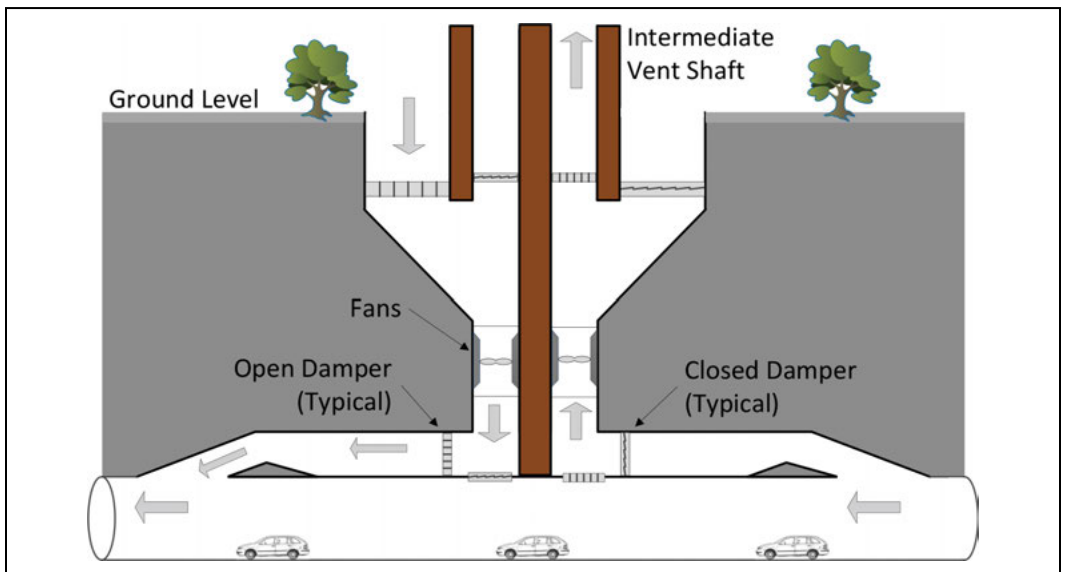 Intermediate
Vent Shaft
Ground Level
Fans
Open Damper
(Typical)
Closed Damper
(Typical)